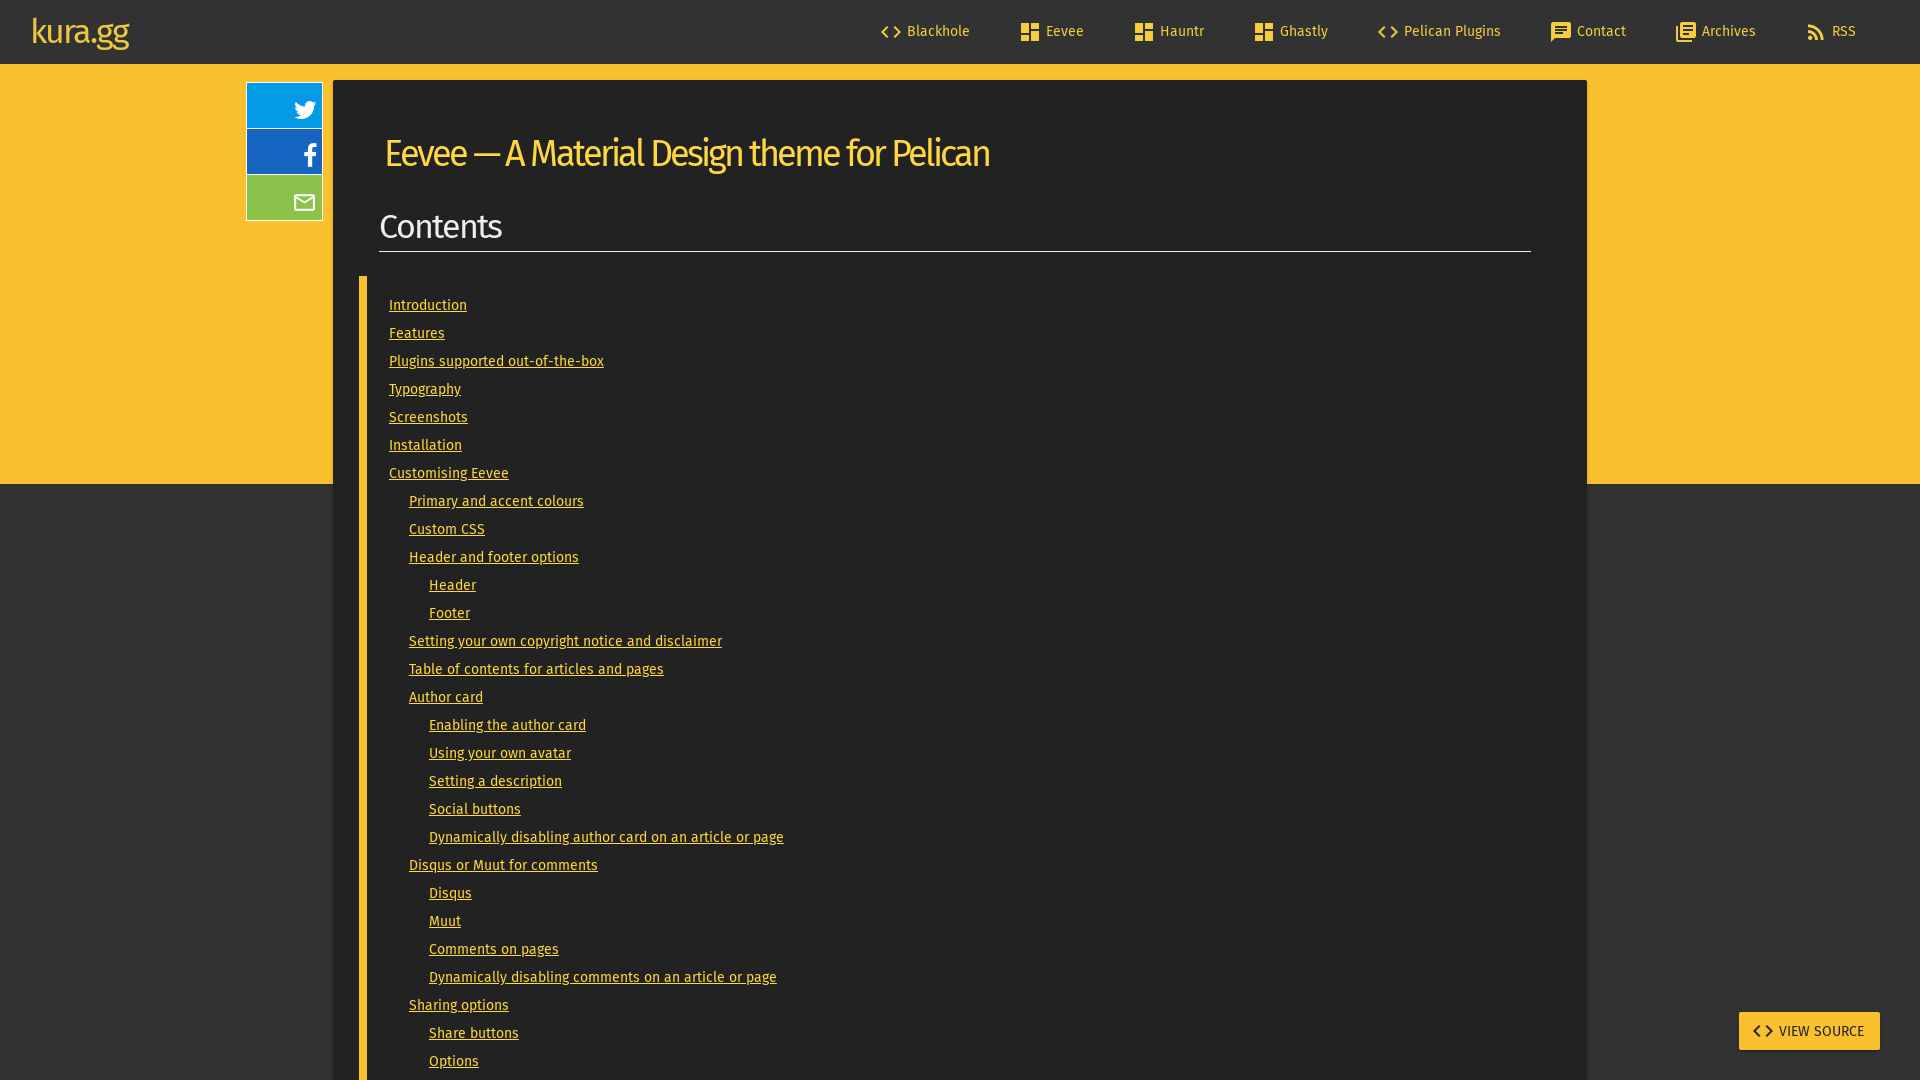 kura.gg
Blackhole
Eevee
Hauntr
Ghastly
Pelican Plugins
Contact
Archives
RSS
Eevee — A Material Design theme for Pelican
Contents
Introduction
Features
Plugins supported out-of-the-box
Typography
Screenshots
Installation
Customising Eevee
Primary and accent colours
Custom CSS
Header and footer options
Header
Footer
Setting your own copyright notice and disclaimer
Table of contents for articles and pages
Author card
Enabling the author card
Using your own avatar
Setting a description
Social buttons
Dynamically disabling author card on an article or page
Disqus or Muut for comments
Disqus
Muut
Comments on pages
Dynamically disabling comments on an article or page
Sharing options
Share buttons
Options
VIEW SOURCE